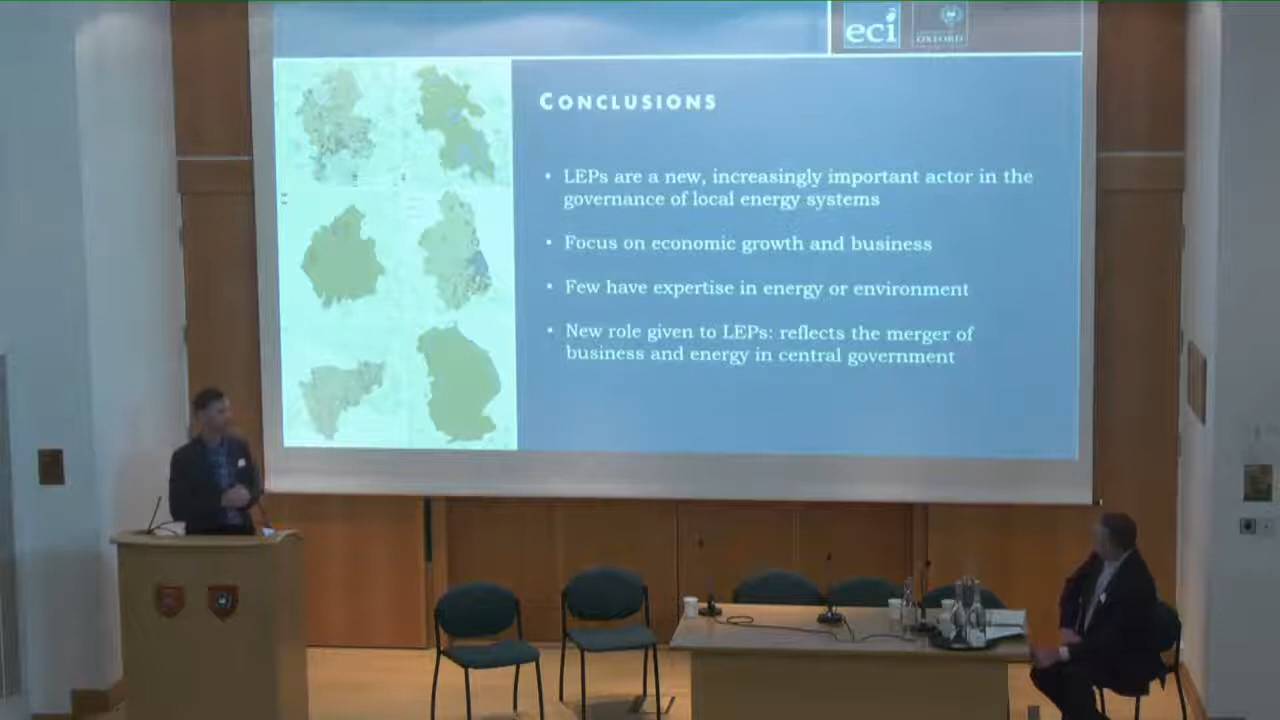 eci
OXFORD
CONCLUSIONS
• LEPs are a new, increasingly important actor in the
governance of local energy systems
• Focus on economic growth and business
• Few have expertise in energy or environment
• New role given to LEPs: reflects the merger of
business and energy in central government